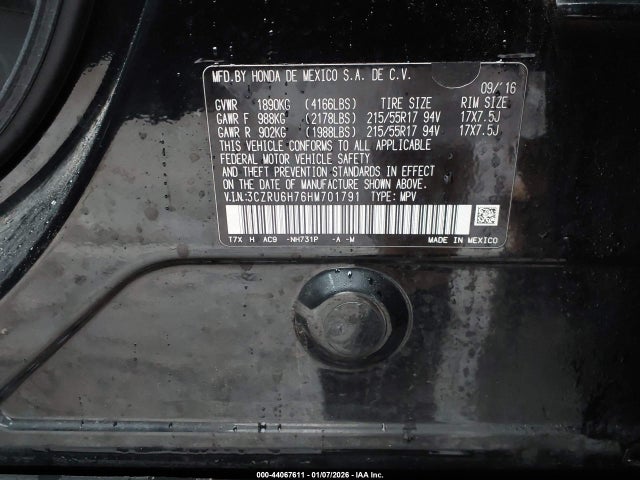 MFD.BY HONDA DE MEXICO S.A. DE C.V.
09/16
GVWR 1890KG (4166LBS) TIRE SIZE RIM SIZE
GAWR F 988KG (2178LBS) 215/55R17 94V 17X7.5J
GAWR R 902KG (1988LBS) 215/55R17 94V 17X7.5J
THIS VEHICLE CONFORMS TO ALL APPLICABLE
FEDERAL MOTOR VEHICLE SAFETY
AND THEFT PREVENTION STANDARDS IN EFFECT
ON THE DATE OF MANUFACTURE SHOWN ABOVE.
V.I.N.:3CZRU6H76HM701791 TYPE: MPV
T7X H AC9 -NH731P -A -M MADE IN MEXICO
000-44067611 - 01/07/2026 - IAA Inc.